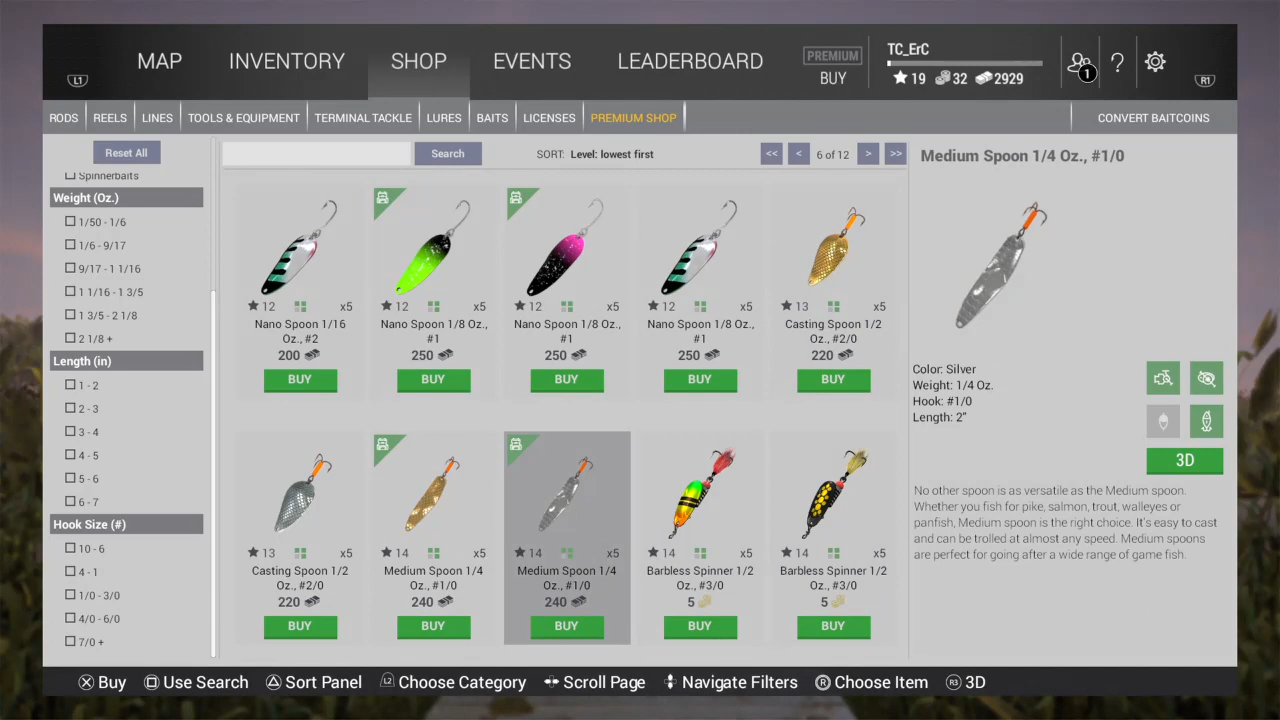 MAP INVENTORY SHOP EVENTS LEADERBOARD
PREMIUM
BUY
TC_ErC
19 32 2929
1
?
L1
R1
RODS REELS LINES TOOLS & EQUIPMENT TERMINAL TACKLE LURES BAITS LICENSES PREMIUM SHOP CONVERT BAITCOINS
Reset All
Search
SORT: Level: lowest first
<< < 6 of 12 > >>
Spinnerbaits
Weight (Oz.)
1/50 - 1/6
1/6 - 9/17
9/17 - 1 1/16
1 1/16 - 1 3/5
1 3/5 - 2 1/8
2 1/8 +
Length (in)
1 - 2
2 - 3
3 - 4
4 - 5
5 - 6
6 - 7
Hook Size (#)
10 - 6
4 - 1
1/0 - 3/0
4/0 - 6/0
7/0 +
12 x5
Nano Spoon 1/16
Oz., #2
200
BUY
12 x5
Nano Spoon 1/8 Oz.,
#1
250
BUY
12 x5
Nano Spoon 1/8 Oz.,
#1
250
BUY
12 x5
Nano Spoon 1/8 Oz.,
#1
250
BUY
13 x5
Casting Spoon 1/2
Oz., #2/0
220
BUY
13 x5
Casting Spoon 1/2
Oz., #2/0
220
BUY
14 x5
Medium Spoon 1/4
Oz., #1/0
240
BUY
14 x5
Medium Spoon 1/4
Oz., #1/0
240
BUY
14 x5
Barbless Spinner 1/2
Oz., #3/0
5
BUY
14 x5
Barbless Spinner 1/2
Oz., #3/0
5
BUY
Medium Spoon 1/4 Oz., #1/0
Color: Silver
Weight: 1/4 Oz.
Hook: #1/0
Length: 2"
3D
No other spoon is as versatile as the Medium spoon.
Whether you fish for pike, salmon, trout, walleyes or
panfish, Medium spoon is the right choice. It's easy to cast
and can be trolled at almost any speed. Medium spoons
are perfect for going after a wide range of game fish.
Buy Use Search Sort Panel L2 Choose Category Scroll Page Navigate Filters R Choose Item R3 3D